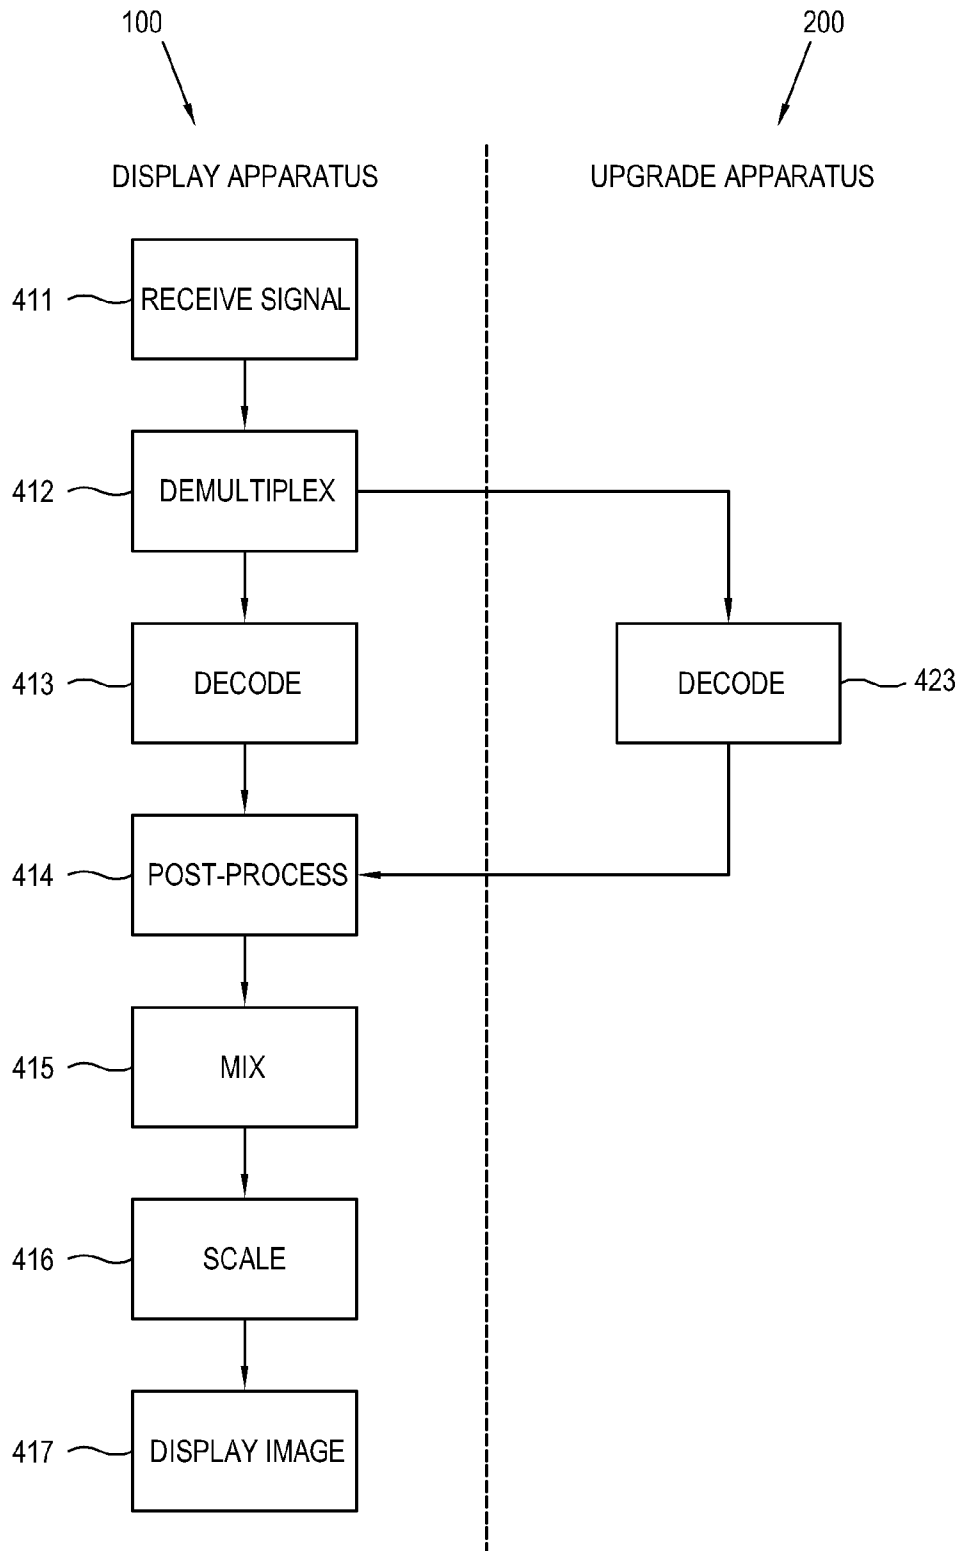 100
200
DISPLAY APPARATUS
UPGRADE APPARATUS
411
RECEIVE SIGNAL
412
DEMULTIPLEX
413
DECODE
DECODE
423
414
POST-PROCESS
415
MIX
416
SCALE
417
DISPLAY IMAGE